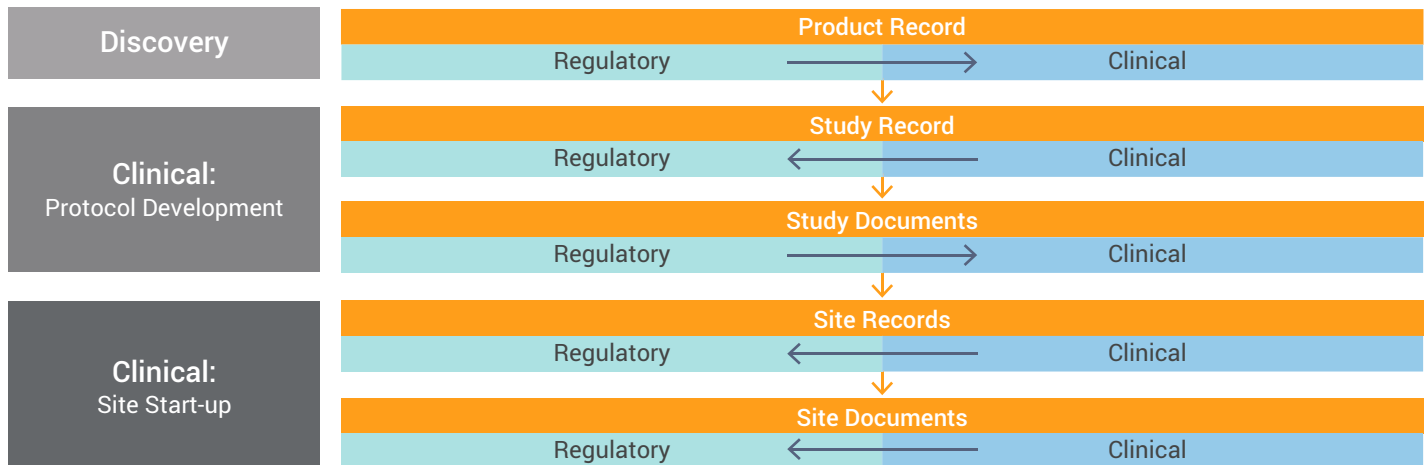 Discovery
Product Record
Regulatory Clinical
Clinical:
Protocol Development
Study Record
Regulatory Clinical
Study Documents
Regulatory Clinical
Clinical:
Site Start-up
Site Records
Regulatory Clinical
Site Documents
Regulatory Clinical